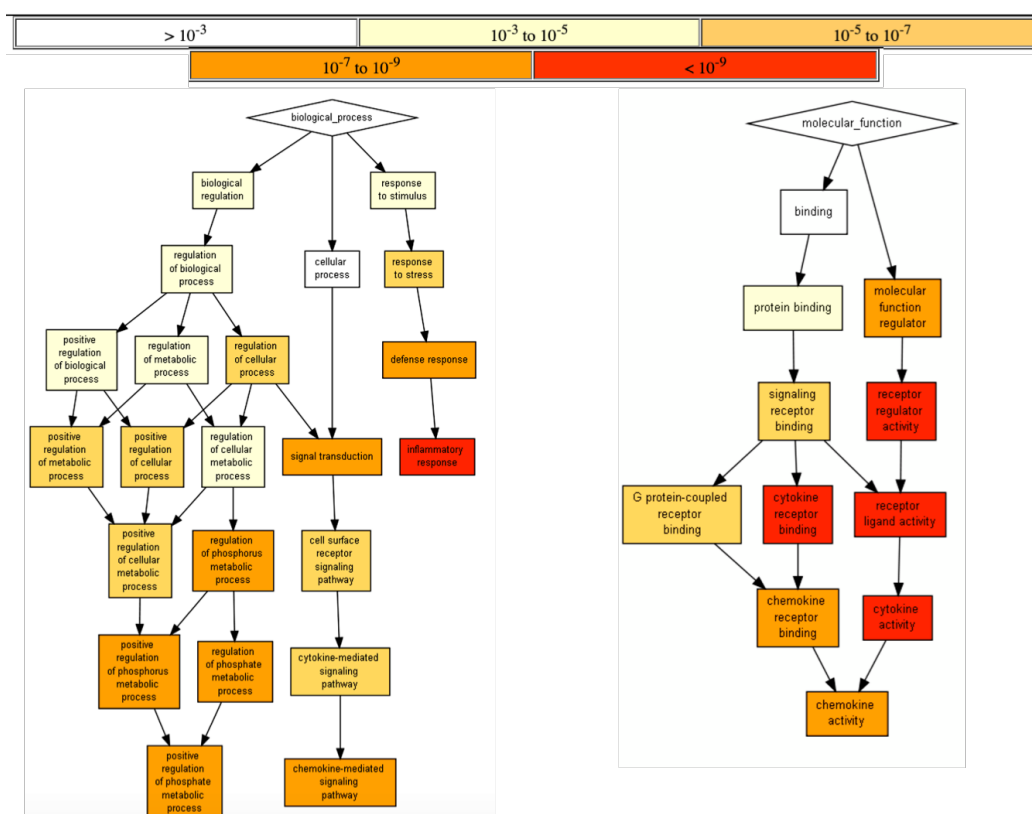 > 10-3
10-3 to 10-5
10-5 to 10-7
10-7 to 10-9
< 10-9
biological_process
biological
regulation
response
to stimulus
regulation
of biological
process
cellular
process
response
to stress
positive
regulation
of biological
process
regulation
of metabolic
process
regulation
of cellular
process
defense response
positive
regulation
of metabolic
process
positive
regulation
of cellular
process
regulation
of cellular
metabolic
process
signal transduction
inflammatory
response
positive
regulation
of cellular
metabolic
process
regulation
of phosphorus
metabolic
process
cell surface
receptor
signaling
pathway
positive
regulation
of phosphorus
metabolic
process
regulation
of phosphate
metabolic
process
cytokine-mediated
signaling
pathway
positive
regulation
of phosphate
metabolic
process
chemokine-mediated
signaling
pathway
molecular_function
binding
protein binding
molecular
function
regulator
signaling
receptor
binding
receptor
regulator
activity
G protein-coupled
receptor
binding
cytokine
receptor
binding
receptor
ligand activity
chemokine
receptor
binding
cytokine
activity
chemokine
activity